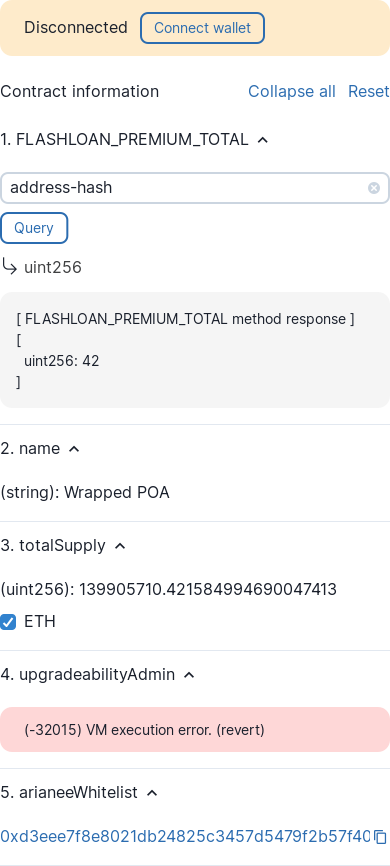 Disconnected Connect wallet
Contract information Collapse all Reset
1. FLASHLOAN_PREMIUM_TOTAL
address-hash
Query
uint256
[ FLASHLOAN_PREMIUM_TOTAL method response ]
[
uint256: 42
]
2. name
(string): Wrapped POA
3. totalSupply
(uint256): 139905710.421584994690047413
ETH
4. upgradeabilityAdmin
(-32015) VM execution error. (revert)
5. arianeeWhitelist
0xd3eee7f8e8021db24825c3457d5479f2b57f40